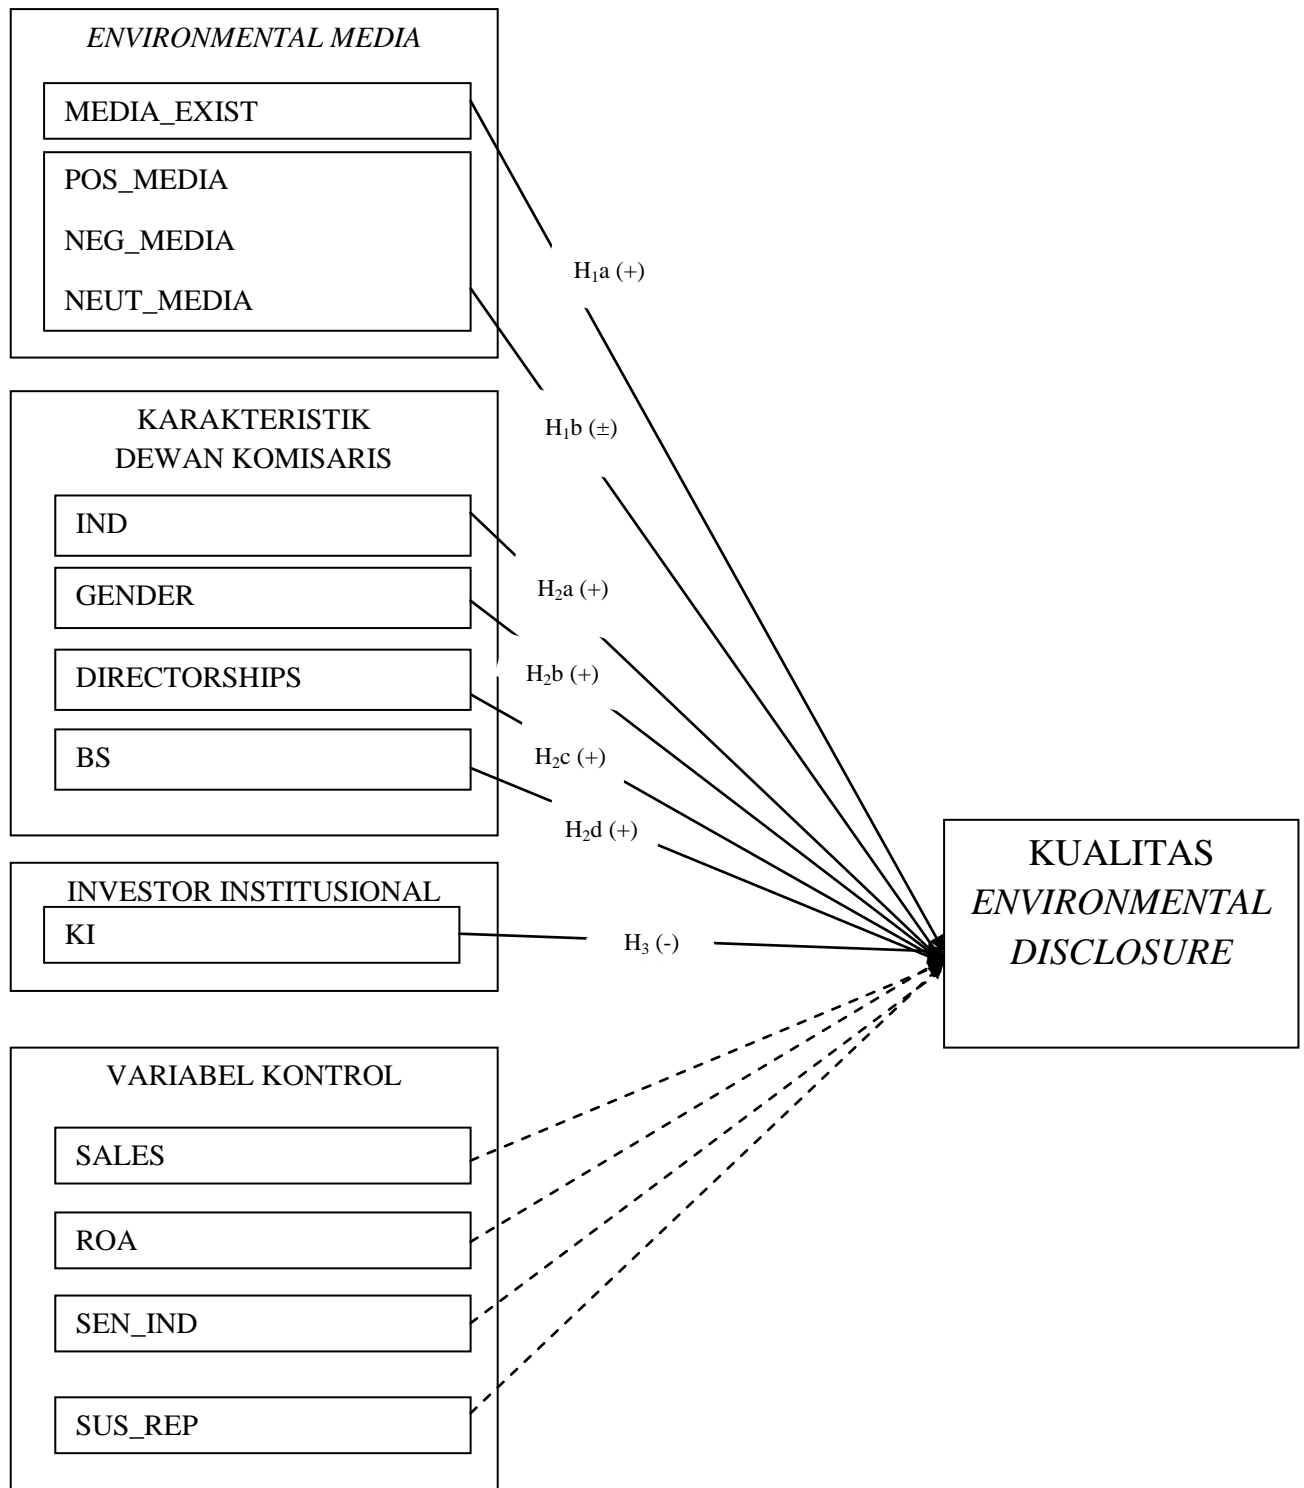 ENVIRONMENTAL MEDIA
MEDIA_EXIST
POS_MEDIA
NEG_MEDIA
NEUT_MEDIA
H₁a (+)
H₁b (±)
KARAKTERISTIK
DEWAN KOMISARIS
IND
GENDER
DIRECTORSHIPS
BS
H₂a (+)
H₂b (+)
H₂c (+)
H₂d (+)
INVESTOR INSTITUSIONAL
KI
H₃ (-)
KUALITAS
ENVIRONMENTAL
DISCLOSURE
VARIABEL KONTROL
SALES
ROA
SEN_IND
SUS_REP